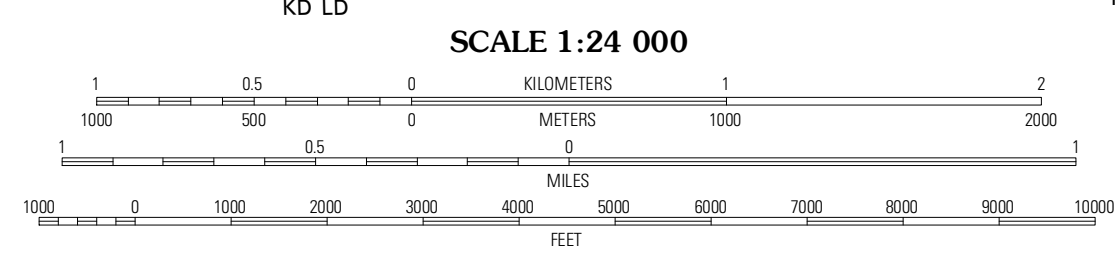 KD LD
SCALE 1:24 000
1 0.5 0 KILOMETERS 1 2
1000 500 0 METERS 1000 2000
1 0.5 0 1
MILES
1000 0 1000 2000 3000 4000 5000 6000 7000 8000 9000 10000
FEET